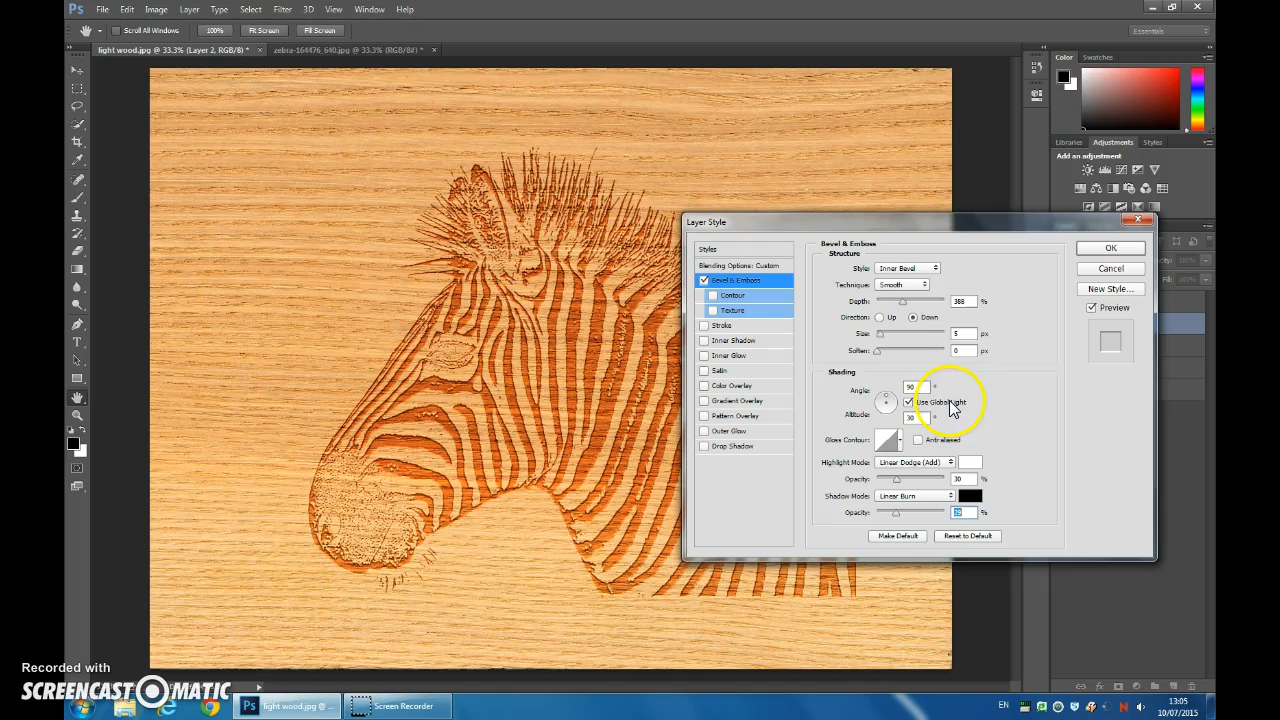 Ps File Edit Image Layer Type Select Filter 3D View Window Help
Scroll All Windows 100% Fit Screen Fill Screen Essentials
light wood.jpg @ 33.3% (Layer 2, RGB/8) * × zebra-164476_640.jpg @ 33.3% (RGB/8#) * ×
Color Swatches
Libraries Adjustments Styles
Add an adjustment
Layer Style
Styles
Blending Options: Custom
Bevel & Emboss
Contour
Texture
Stroke
Inner Shadow
Inner Glow
Satin
Color Overlay
Gradient Overlay
Pattern Overlay
Outer Glow
Drop Shadow
Bevel & Emboss
Structure
Style: Inner Bevel
Technique: Smooth
Depth: 388 %
Direction: Up Down
Size: 5 px
Soften: 0 px
Shading
Angle: 90 °
Use Global Light
Altitude: 30 °
Gloss Contour: Anti-aliased
Highlight Mode: Linear Dodge (Add)
Opacity: 30 %
Shadow Mode: Linear Burn
Opacity: %
Make Default Reset to Default
OK
Cancel
New Style...
Preview
Recorded with
SCREENCAST MATIC
Ps light wood.jpg @ ... Screen Recorder
EN 13:05
10/07/2015